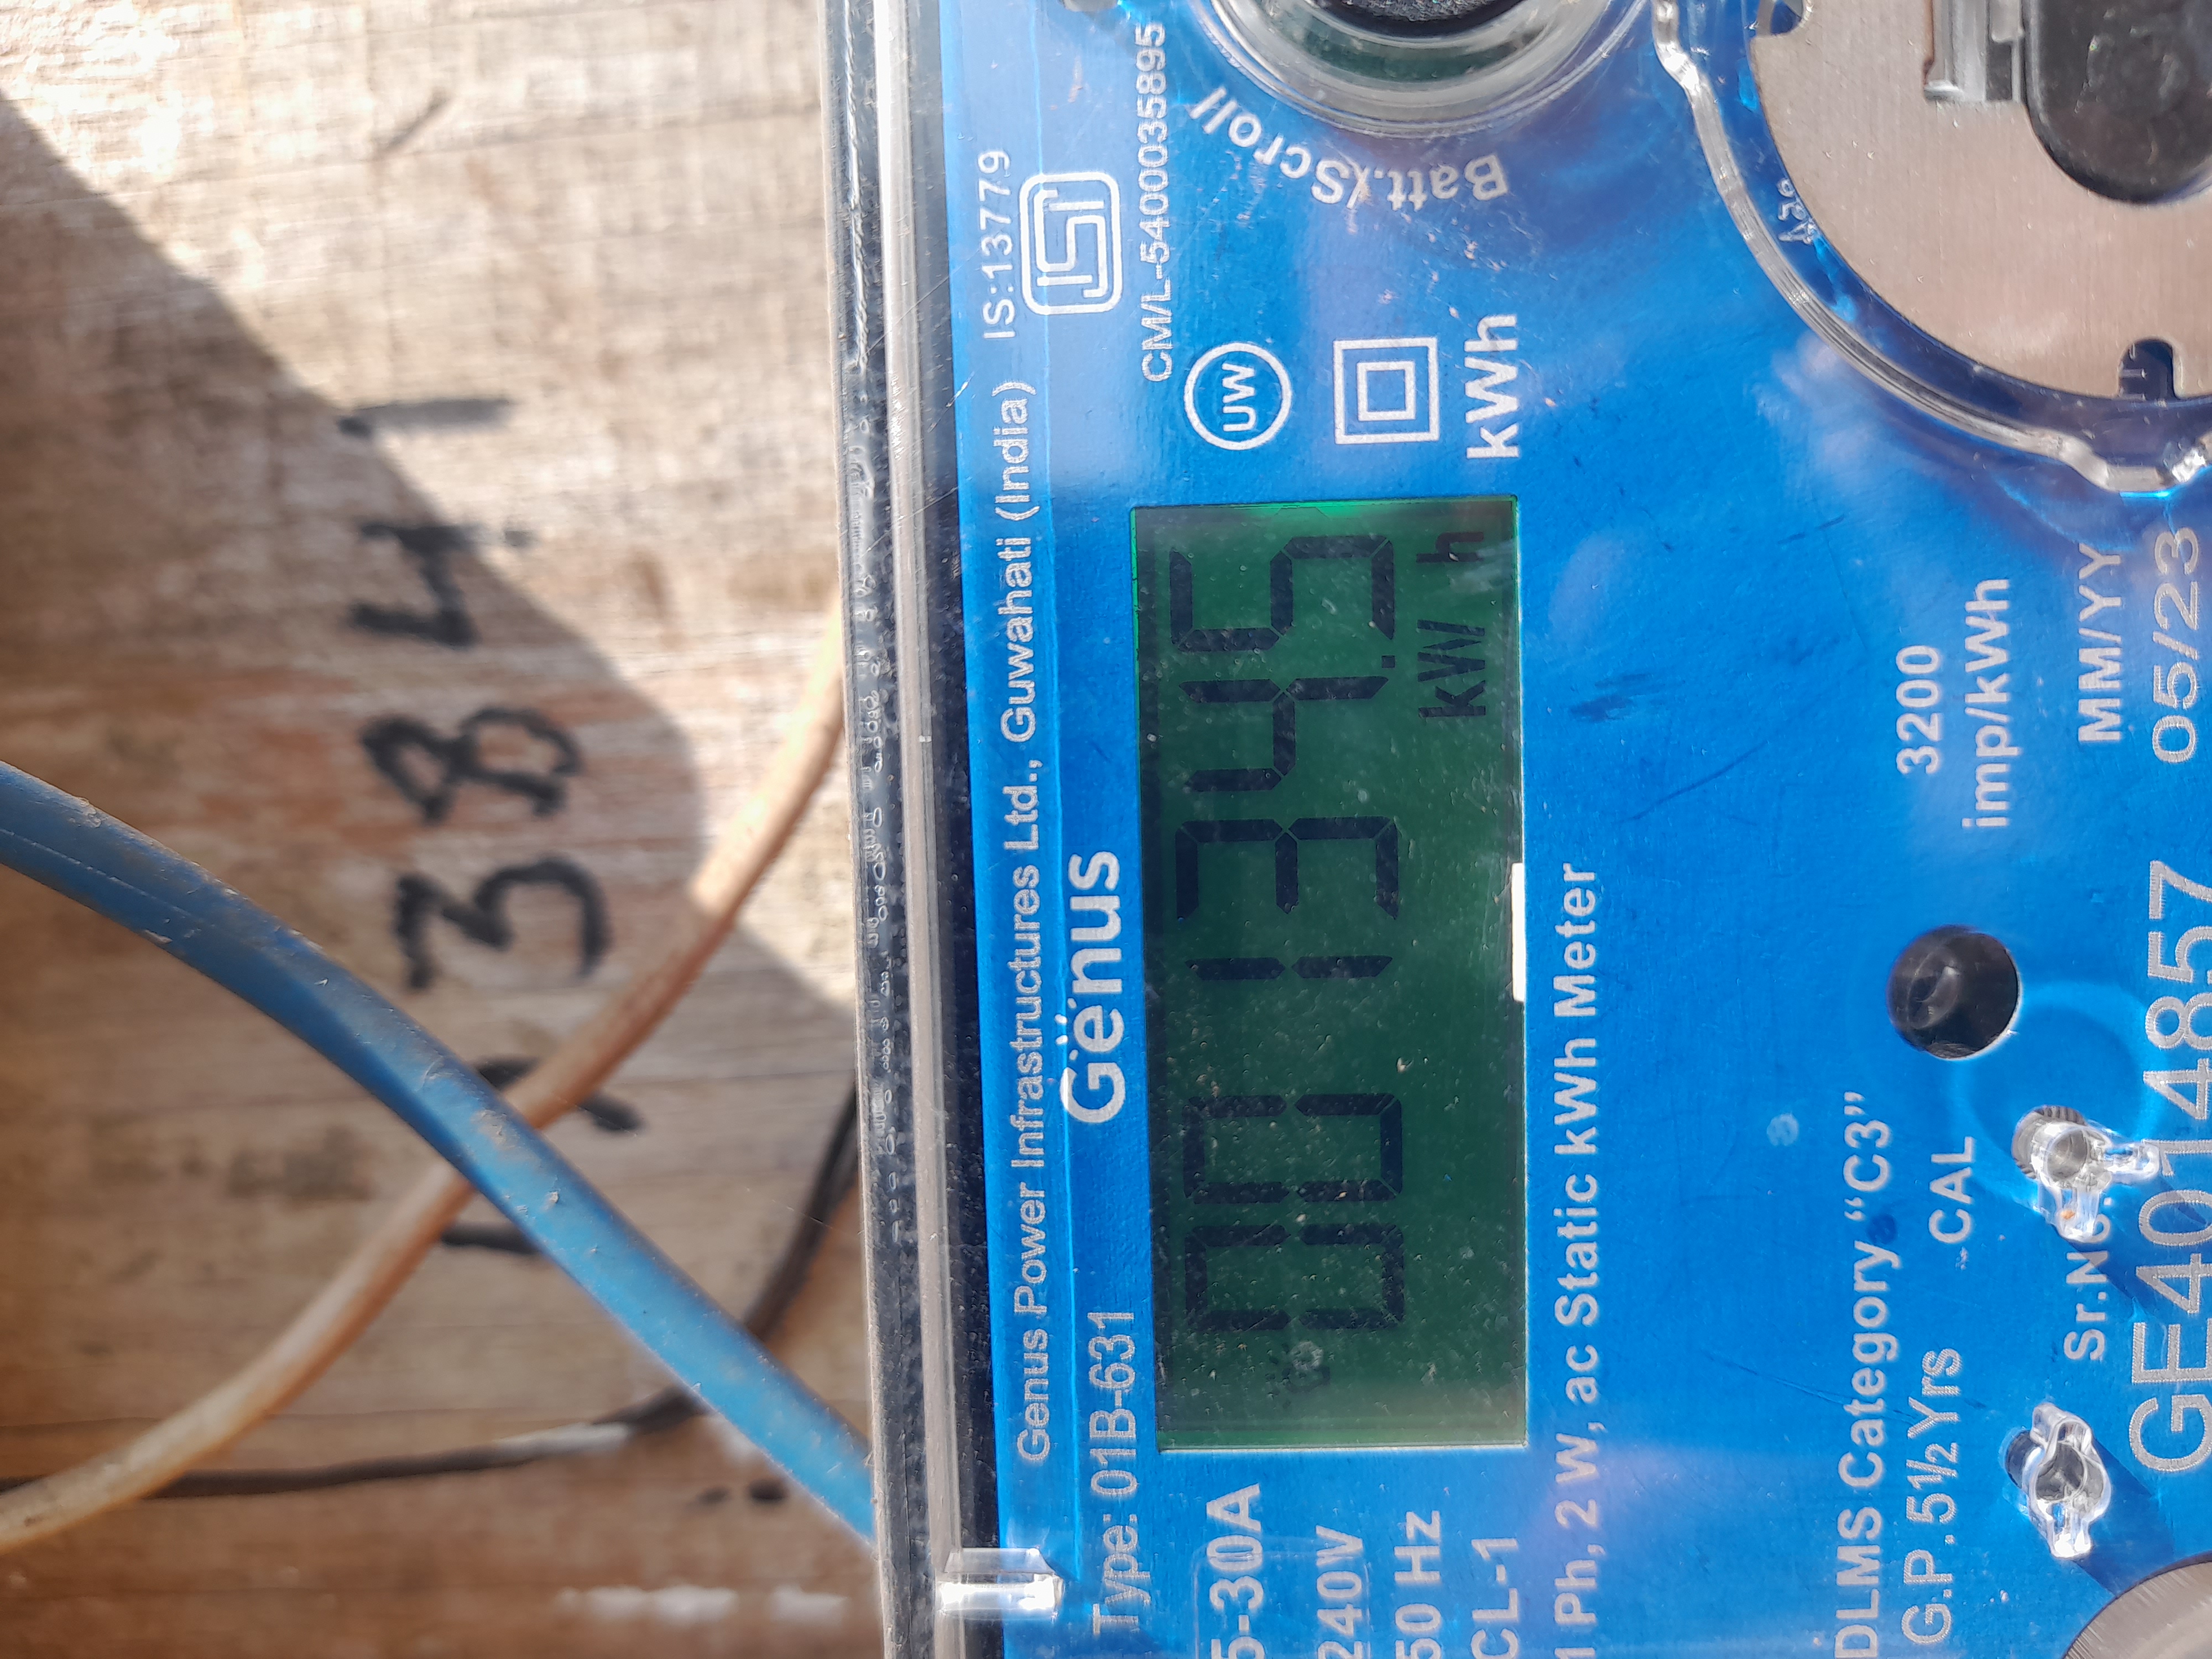 Genus Power Infrastructures Ltd., Guwahati (India) IS:13779
CM/L-5400035895
Type: 01B-631 Genus
5-30A
240V
50 Hz
CL-1
001134.5
kWh
UW
kWh
Batt./Scroll
1 Ph, 2 W, ac Static kWh Meter
DLMS Category “C3”
G.P. 5½Yrs CAL
3200
imp/kWh
MM/YY
05/23
Sr.No.
GE4014857
384